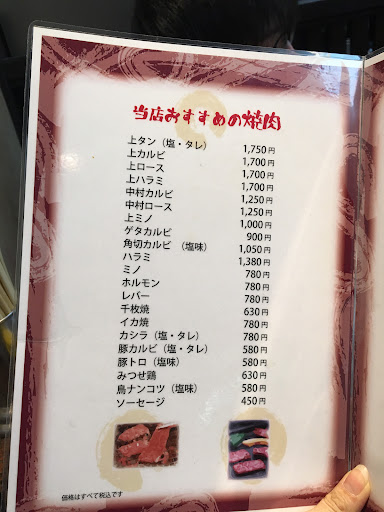 当店おすすめの焼肉
上タン（塩・タレ） 1,750円
上カルビ 1,700円
上ロース 1,700円
上ハラミ 1,700円
中村カルビ 1,250円
中村ロース 1,250円
上ミノ 1,000円
ゲタカルビ 900円
角切カルビ （塩味） 1,050円
ハラミ 1,380円
ミノ 780円
ホルモン 780円
レバー 780円
千枚焼 630円
イカ焼 780円
カシラ（塩・タレ） 780円
豚カルビ（塩・タレ） 580円
豚トロ（塩味） 580円
みつせ鶏 630円
鳥ナンコツ（塩味） 580円
ソーセージ 450円
価格はすべて税込です